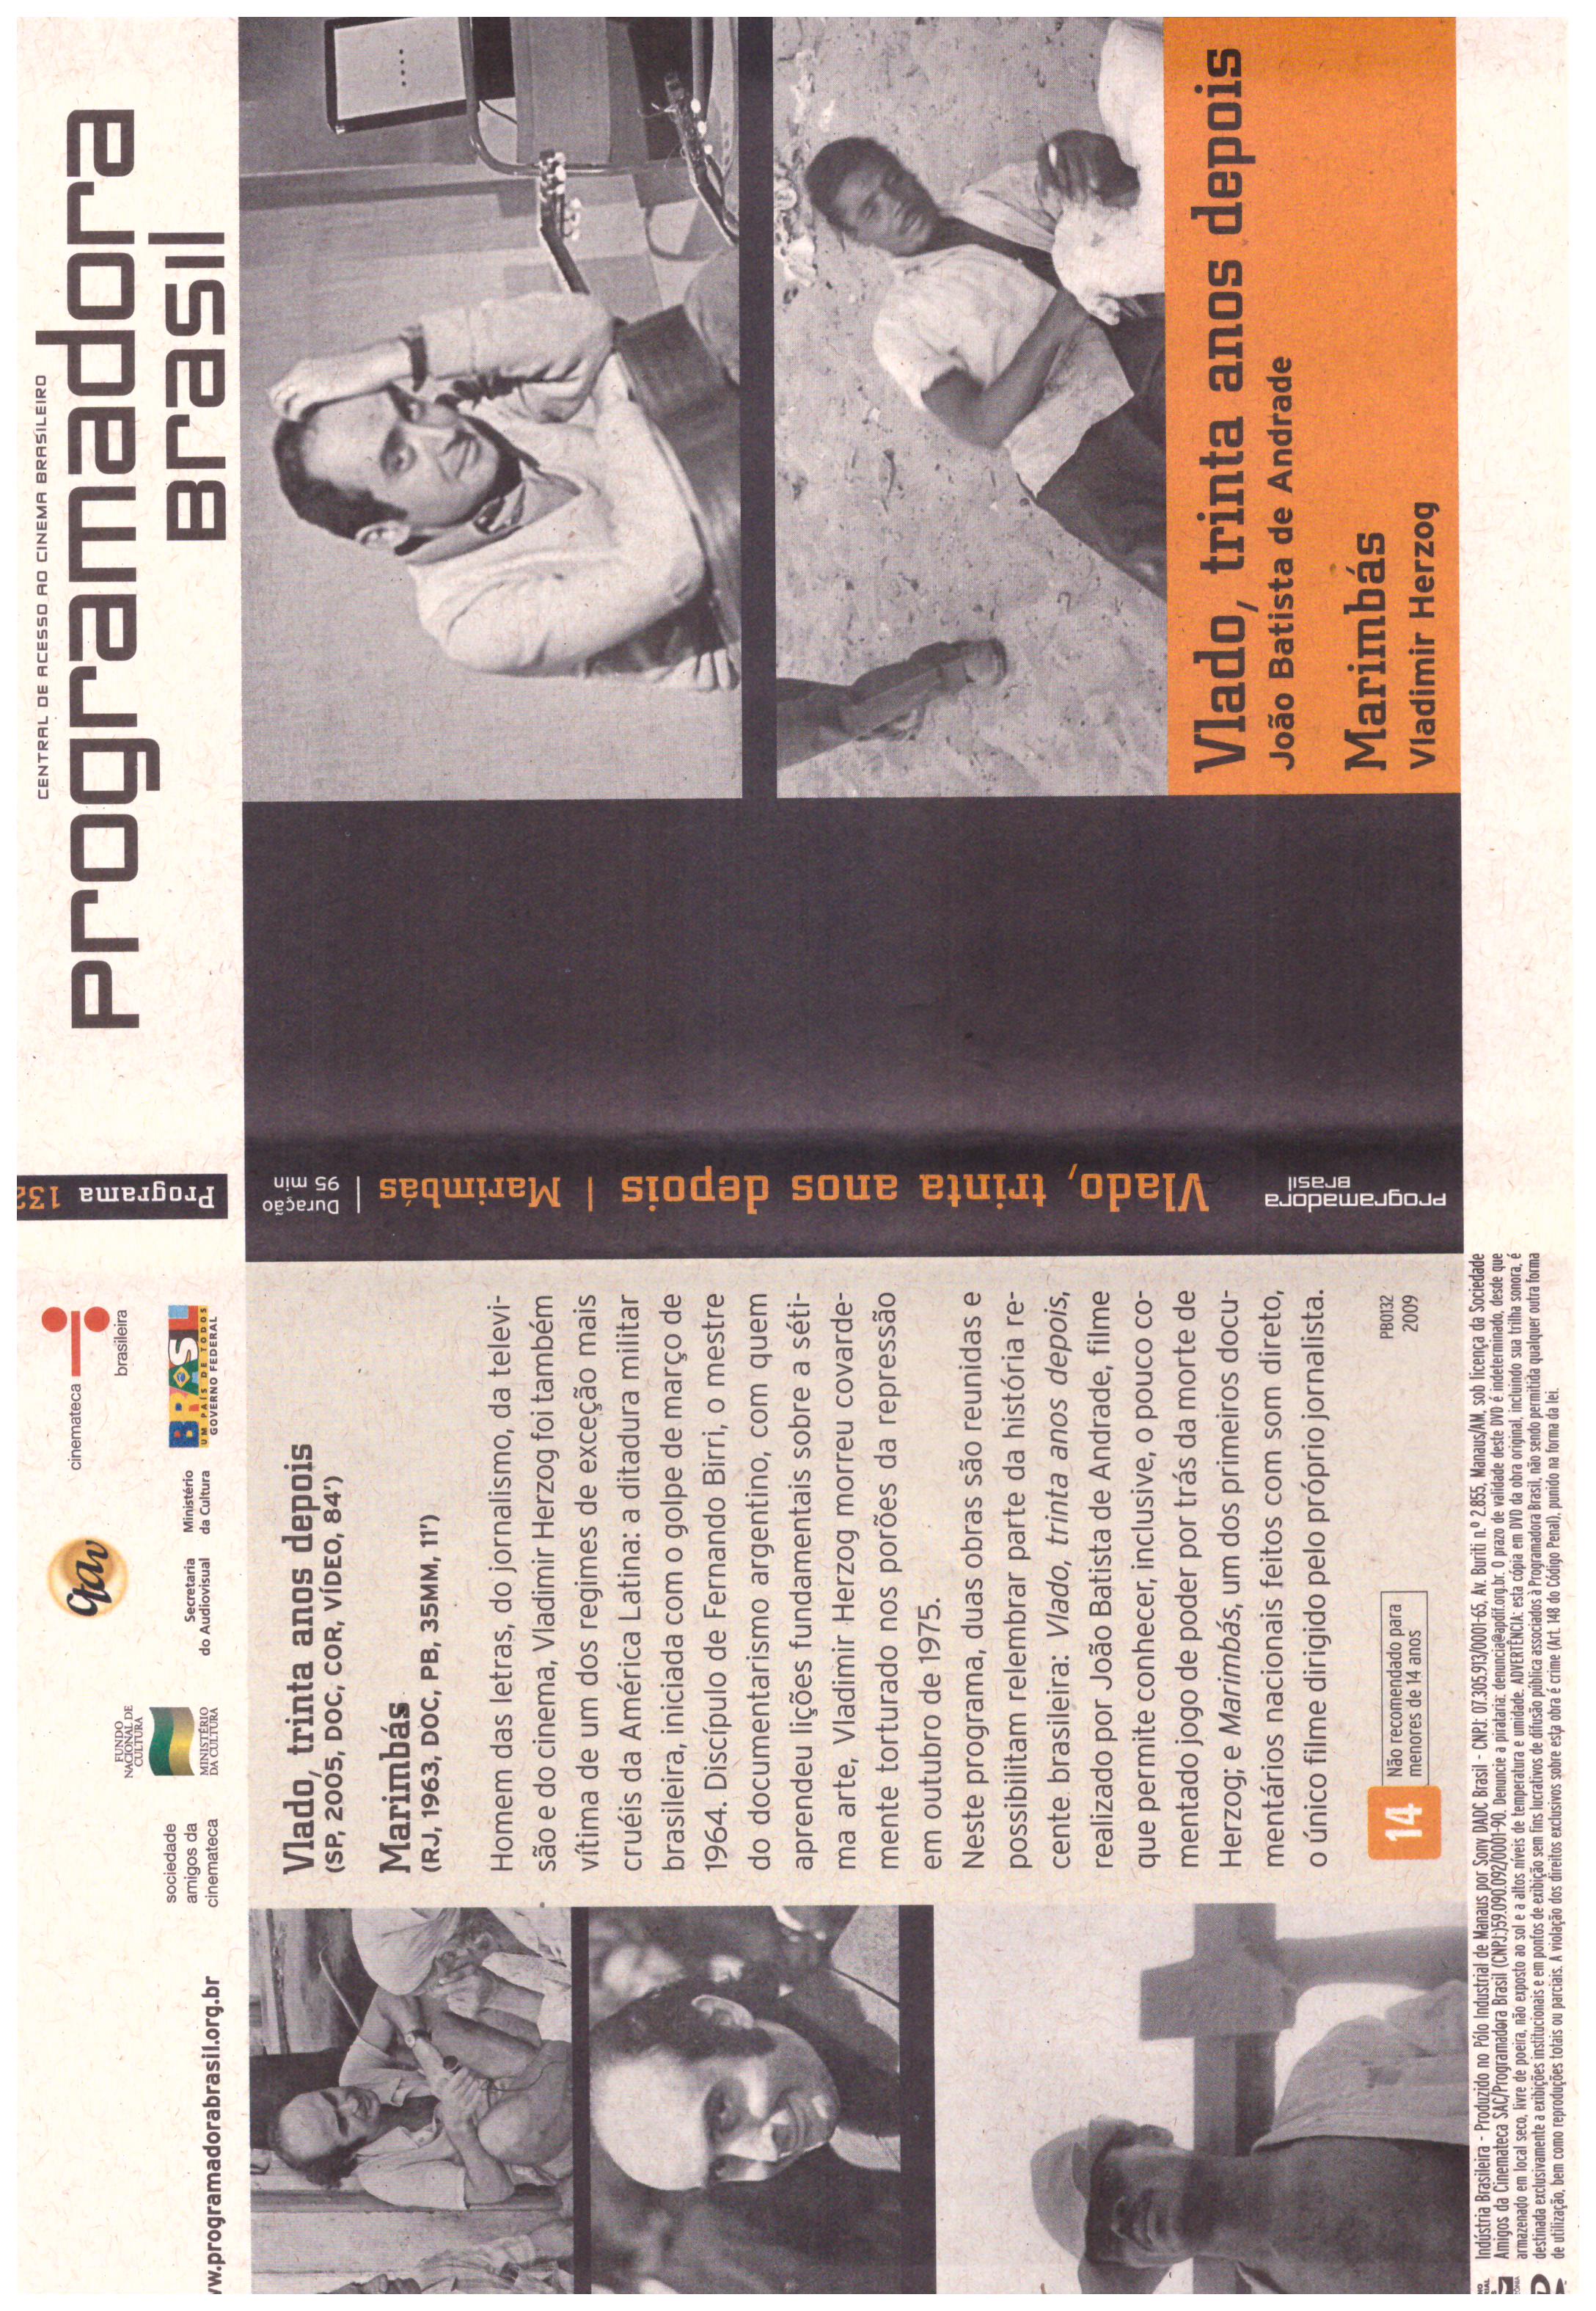 cinemateca
brasileira
FUNDO
NACIONAL DE
CULTURA
MINISTÉRIO
DA CULTURA
sociedade
amigos da
cinemateca
Secretaria
do Audiovisual
Ministério
da Cultura
BRASIL
UM PAÍS DE TODOS
GOVERNO FEDERAL
ctav
w.programadorabrasil.org.br
Vlado, trinta anos depois
(SP, 2005, DOC, COR, VÍDEO, 84')
Marimbás
(RJ, 1963, DOC, PB, 35MM, 11')
Homem das letras, do jornalismo, da televi-
são e do cinema, Vladimir Herzog foi também
vítima de um dos regimes de exceção mais
cruéis da América Latina: a ditadura militar
brasileira, iniciada com o golpe de março de
1964. Discípulo de Fernando Birri, o mestre
do documentarismo argentino, com quem
aprendeu lições fundamentais sobre a séti-
ma arte, Vladimir Herzog morreu covarde-
mente torturado nos porões da repressão
em outubro de 1975.
Neste programa, duas obras são reunidas e
possibilitam relembrar parte da história re-
cente brasileira: Vlado, trinta anos depois,
realizado por João Batista de Andrade, filme
que permite conhecer, inclusive, o pouco co-
mentado jogo de poder por trás da morte de
Herzog; e Marimbás, um dos primeiros docu-
mentários nacionais feitos com som direto,
o único filme dirigido pelo próprio jornalista.
14
Não recomendado para
menores de 14 anos
PB0132
2009
Indústria Brasileira - Produzido no Pólo Industrial de Manaus por Sony DADC Brasil - CNPJ: 07.305.913/0001-65, Av. Buriti n.º 2.855, Manaus/AM, sob licença da Sociedade
Amigos da Cinemateca SAC/Programadora Brasil (CNPJ:)59.090.092/0001-90. Denuncie a pirataria: denuncia@apdif.org.br. O prazo de validade deste DVD é indeterminado, desde que
armazenado em local seco, livre de poeira, não exposto ao sol e a altos níveis de temperatura e umidade. ADVERTÊNCIA: esta cópia em DVD da obra original, incluindo sua trilha sonora, é
destinada exclusivamente a exibições institucionais e em pontos de exibição sem fins lucrativos de difusão pública associados à Programadora Brasil, não sendo permitida qualquer outra forma
de utilização, bem como reproduções totais ou parciais. A violação dos direitos exclusivos sobre esta obra é crime (Art. 148 do Código Penal), punido na forma da lei.
Programa 132
Duração
95 min
Vlado, trinta anos depois | Marimbás |
Programadora
Brasil
CENTRAL DE ACESSO AO CINEMA BRASILEIRO
Programadora
Brasil
Vlado, trinta anos depois
João Batista de Andrade
Marimbás
Vladimir Herzog